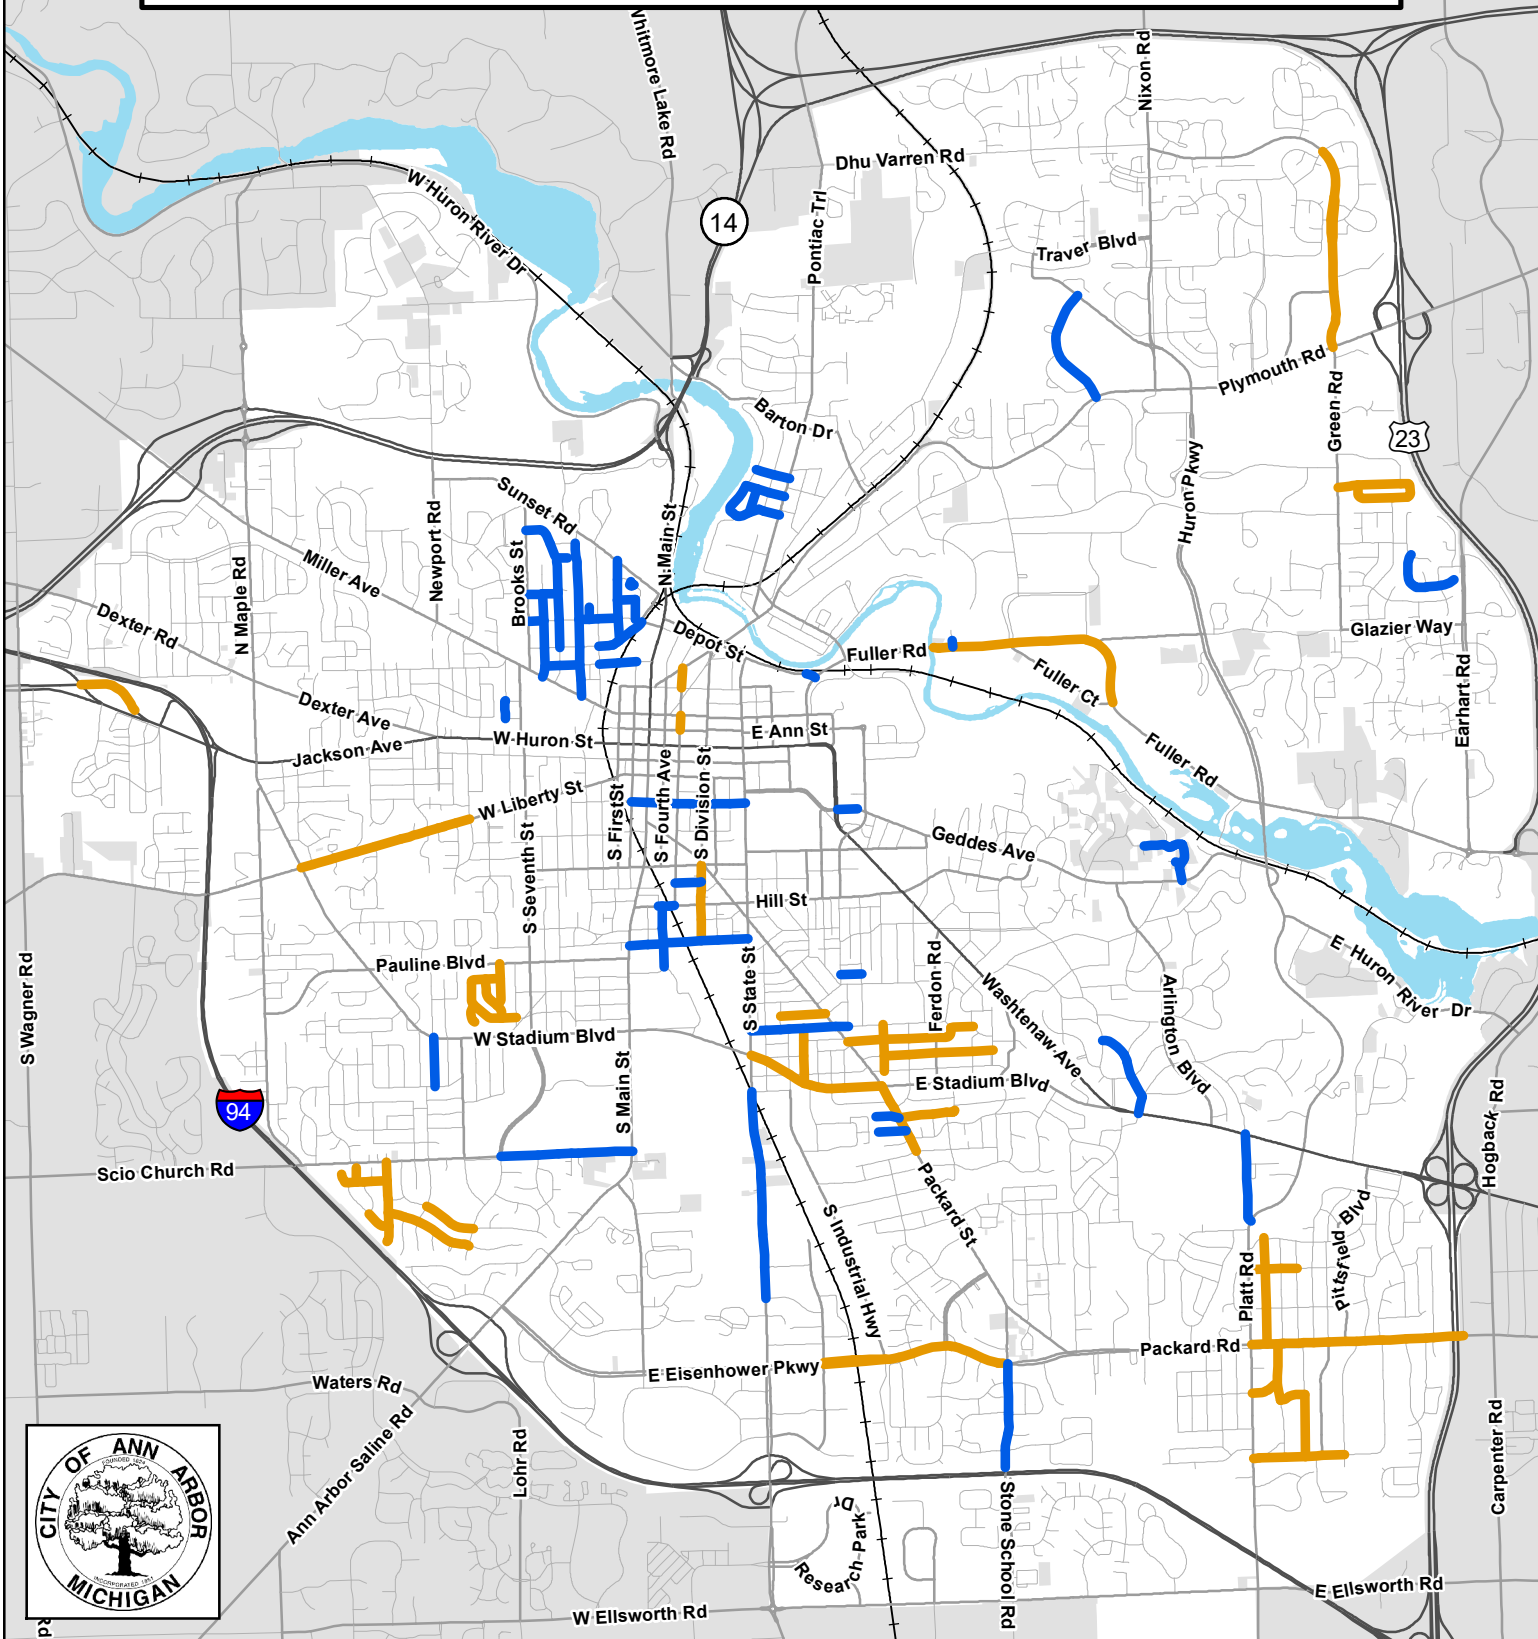 Whitmore Lake Rd
Nixon Rd
Dhu Varren Rd
W Huron River Dr
14
Pontiac Trl
Traver Blvd
Plymouth Rd
Green Rd
23
Barton Dr
Huron Pkwy
Sunset Rd
N Main St
Newport Rd
Brooks St
Miller Ave
N Maple Rd
Dexter Rd
Depot St
Fuller Rd
Glazier Way
Fuller Ct
Earhart Rd
Dexter Ave
W Huron St
E Ann St
Jackson Ave
Fuller Rd
W Liberty St
S First St
S Fourth Ave
S Division St
Geddes Ave
S Seventh St
Hill St
S Wagner Rd
Pauline Blvd
S State St
Ferdon Rd
Washtenaw Ave
Arlington Blvd
E Huron River Dr
W Stadium Blvd
S Main St
E Stadium Blvd
94
Hogback Rd
Scio Church Rd
Packard St
S Industrial Hwy
Platt Rd
Pittsfield Blvd
Packard Rd
E Eisenhower Pkwy
Waters Rd
Ann Arbor Saline Rd
Lohr Rd
Carpenter Rd
Stone School Rd
Research Park Dr
E Ellsworth Rd
W Ellsworth Rd
Rd
CITY OF ANN ARBOR
FOUNDED 1824
INCORPORATED 1851
MICHIGAN